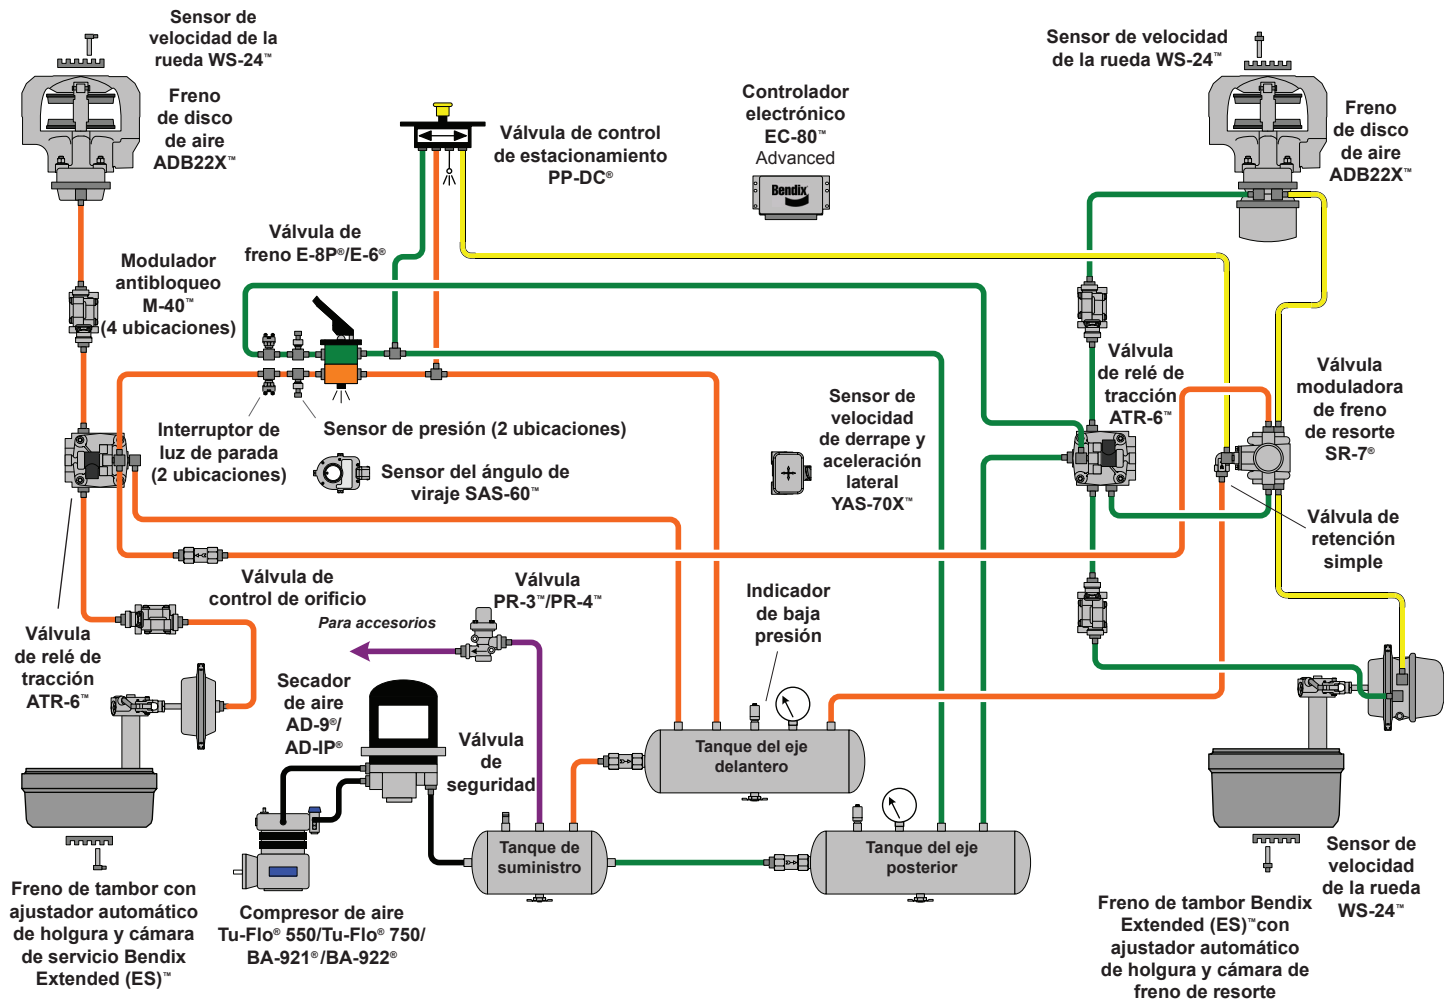 Sensor de
velocidad de la
rueda WS-24™
Freno
de disco
de aire
ADB22X™
Válvula de control
de estacionamiento
PP-DC®
Controlador
electrónico
EC-80™
Advanced
Bendix
Sensor de velocidad
de la rueda WS-24™
Freno
de disco
de aire
ADB22X™
Válvula de
freno E-8P®/E-6®
Modulador
antibloqueo
M-40™
(4 ubicaciones)
Interruptor de
luz de parada
(2 ubicaciones)
Sensor de presión (2 ubicaciones)
Sensor del ángulo de
viraje SAS-60™
Sensor de
velocidad
de derrape y
aceleración
lateral
YAS-70X™
Válvula
de relé de
tracción
ATR-6™
Válvula
moduladora
de freno
de resorte
SR-7®
Válvula de
retención
simple
Válvula de
control de orificio
Para accesorios
Válvula
PR-3™/PR-4™
Indicador
de baja
presión
Válvula
de relé de
tracción
ATR-6™
Secador
de aire
AD-9®/
AD-IP®
Válvula
de
seguridad
Tanque del eje
delantero
Tanque de
suministro
Tanque del eje
posterior
Freno de tambor con
ajustador automático
de holgura y cámara
de servicio Bendix
Extended (ES)™
Compresor de aire
Tu-Flo® 550/Tu-Flo® 750/
BA-921®/BA-922®
Sensor de
velocidad
de la rueda
WS-24™
Freno de tambor Bendix
Extended (ES)™con
ajustador automático
de holgura y cámara de
freno de resorte